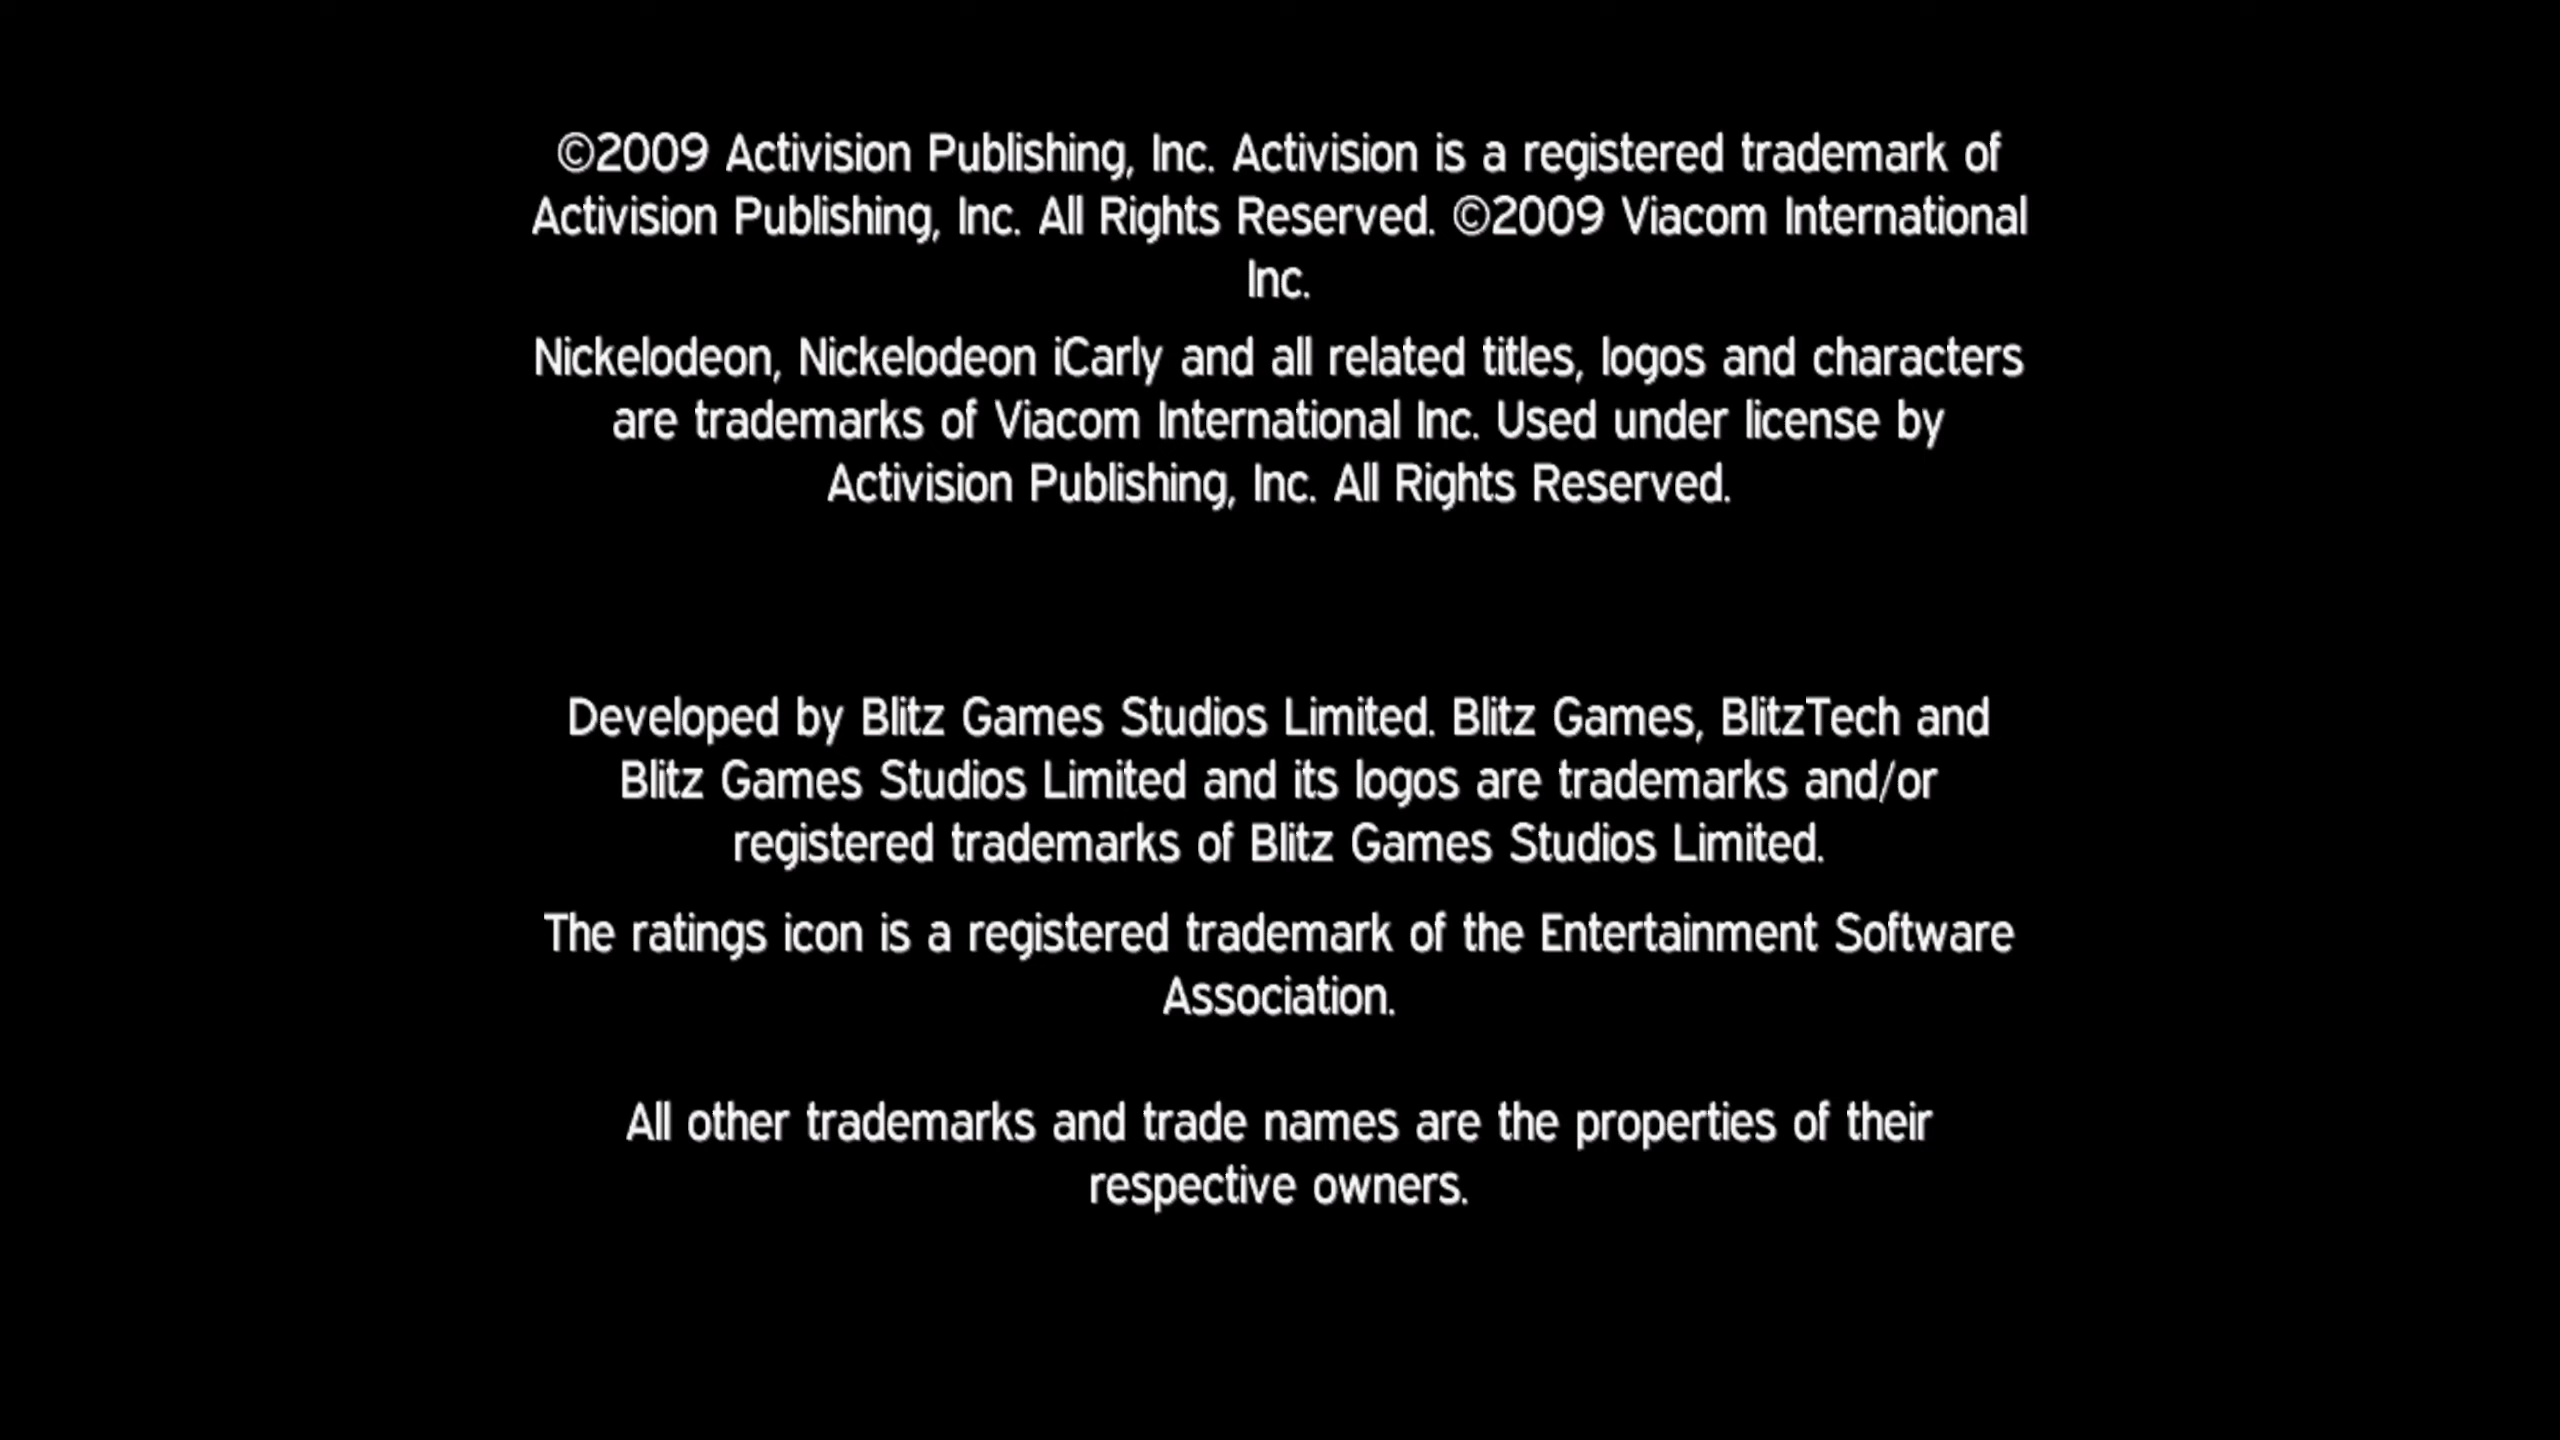 ©2009 Activision Publishing, Inc. Activision is a registered trademark of
Activision Publishing, Inc. All Rights Reserved. ©2009 Viacom International
Inc.
Nickelodeon, Nickelodeon iCarly and all related titles, logos and characters
are trademarks of Viacom International Inc. Used under license by
Activision Publishing, Inc. All Rights Reserved.
Developed by Blitz Games Studios Limited. Blitz Games, BlitzTech and
Blitz Games Studios Limited and its logos are trademarks and/or
registered trademarks of Blitz Games Studios Limited.
The ratings icon is a registered trademark of the Entertainment Software
Association.
All other trademarks and trade names are the properties of their
respective owners.